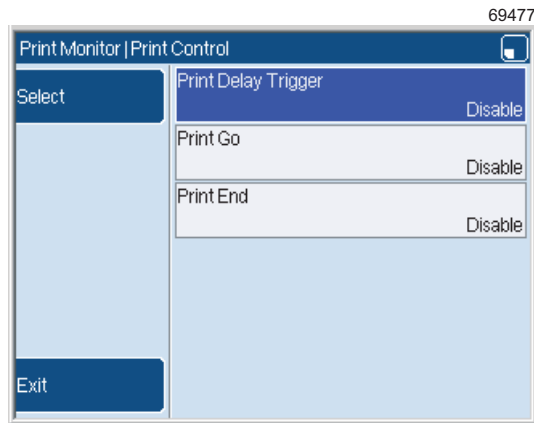 69477
Print Monitor | Print Control
Select
Print Delay Trigger
Disable
Print Go
Disable
Print End
Disable
Exit